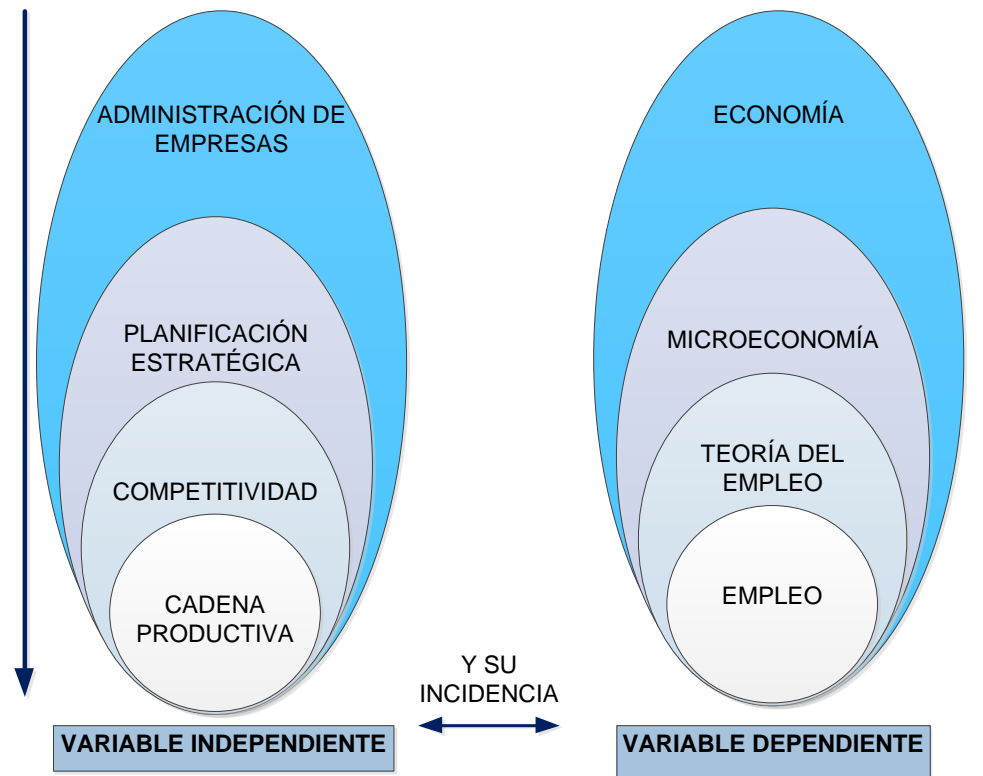 ADMINISTRACIÓN DE
EMPRESAS
PLANIFICACIÓN
ESTRATÉGICA
COMPETITIVIDAD
CADENA
PRODUCTIVA
VARIABLE INDEPENDIENTE
Y SU
INCIDENCIA
ECONOMÍA
MICROECONOMÍA
TEORÍA DEL
EMPLEO
EMPLEO
VARIABLE DEPENDIENTE